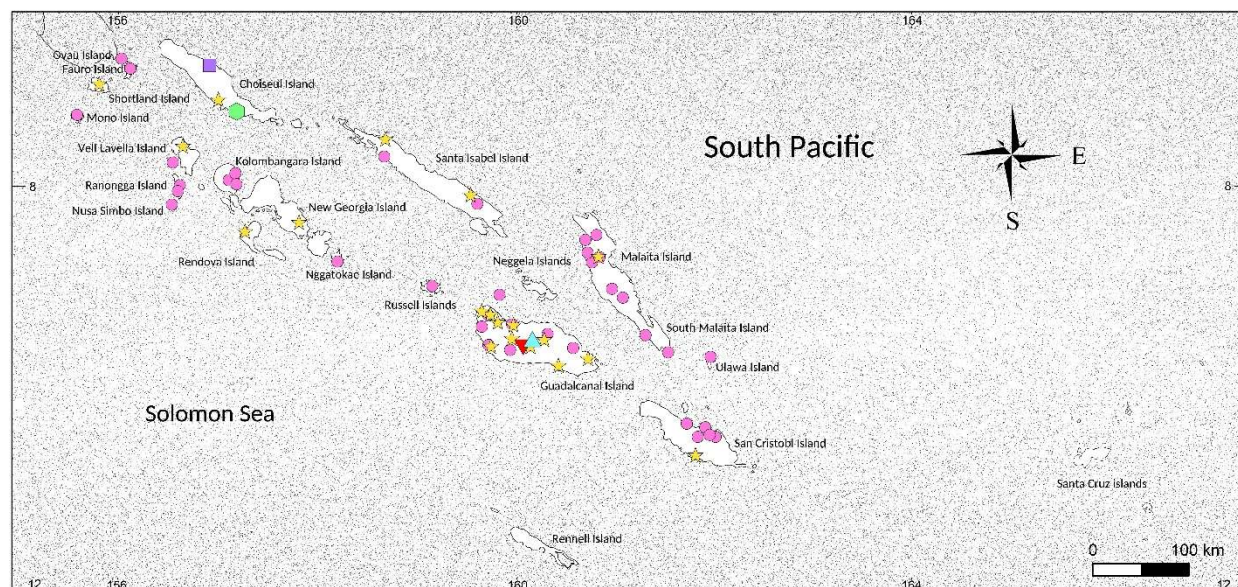 156
160
164
Ovau Island
Fauro Island
Choiseul Island
Shortland Island
Mono Island
Vell Lavella Island
Santa Isabel Island
South Pacific
E
Kolombangara Island
8
Ranongga Island
8
Nusa Simbo Island
New Georgia Island
S
Rendova Island
Neggela Islands
Malaita Island
Nggatokae Island
Russell Islands
South Malaita Island
Ulawa Island
Guadalcanal Island
Solomon Sea
San Cristobl Island
Santa Cruz Islands
Rennell Island
0
100 km
12
156
160
164
12